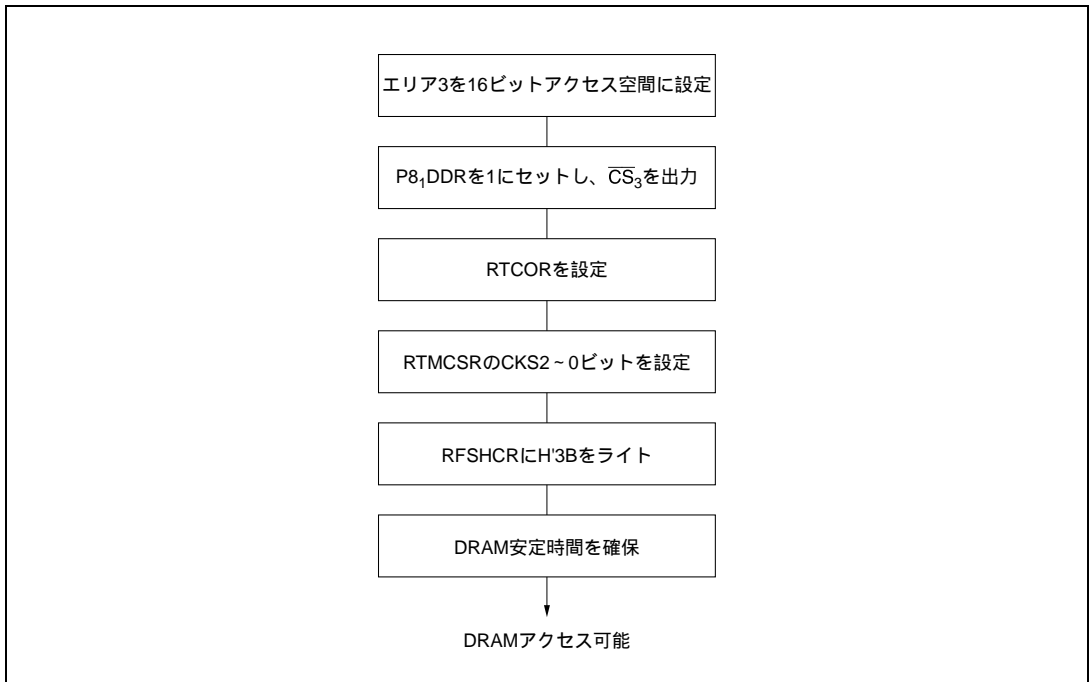 エリア3を16ビットアクセス空間に設定
P8₁DDRを1にセットし、C̅S̅₃を出力
RTCORを設定
RTMCSRのCKS2~0ビットを設定
RFSHCRにH'3Bをライト
DRAM安定時間を確保
DRAMアクセス可能